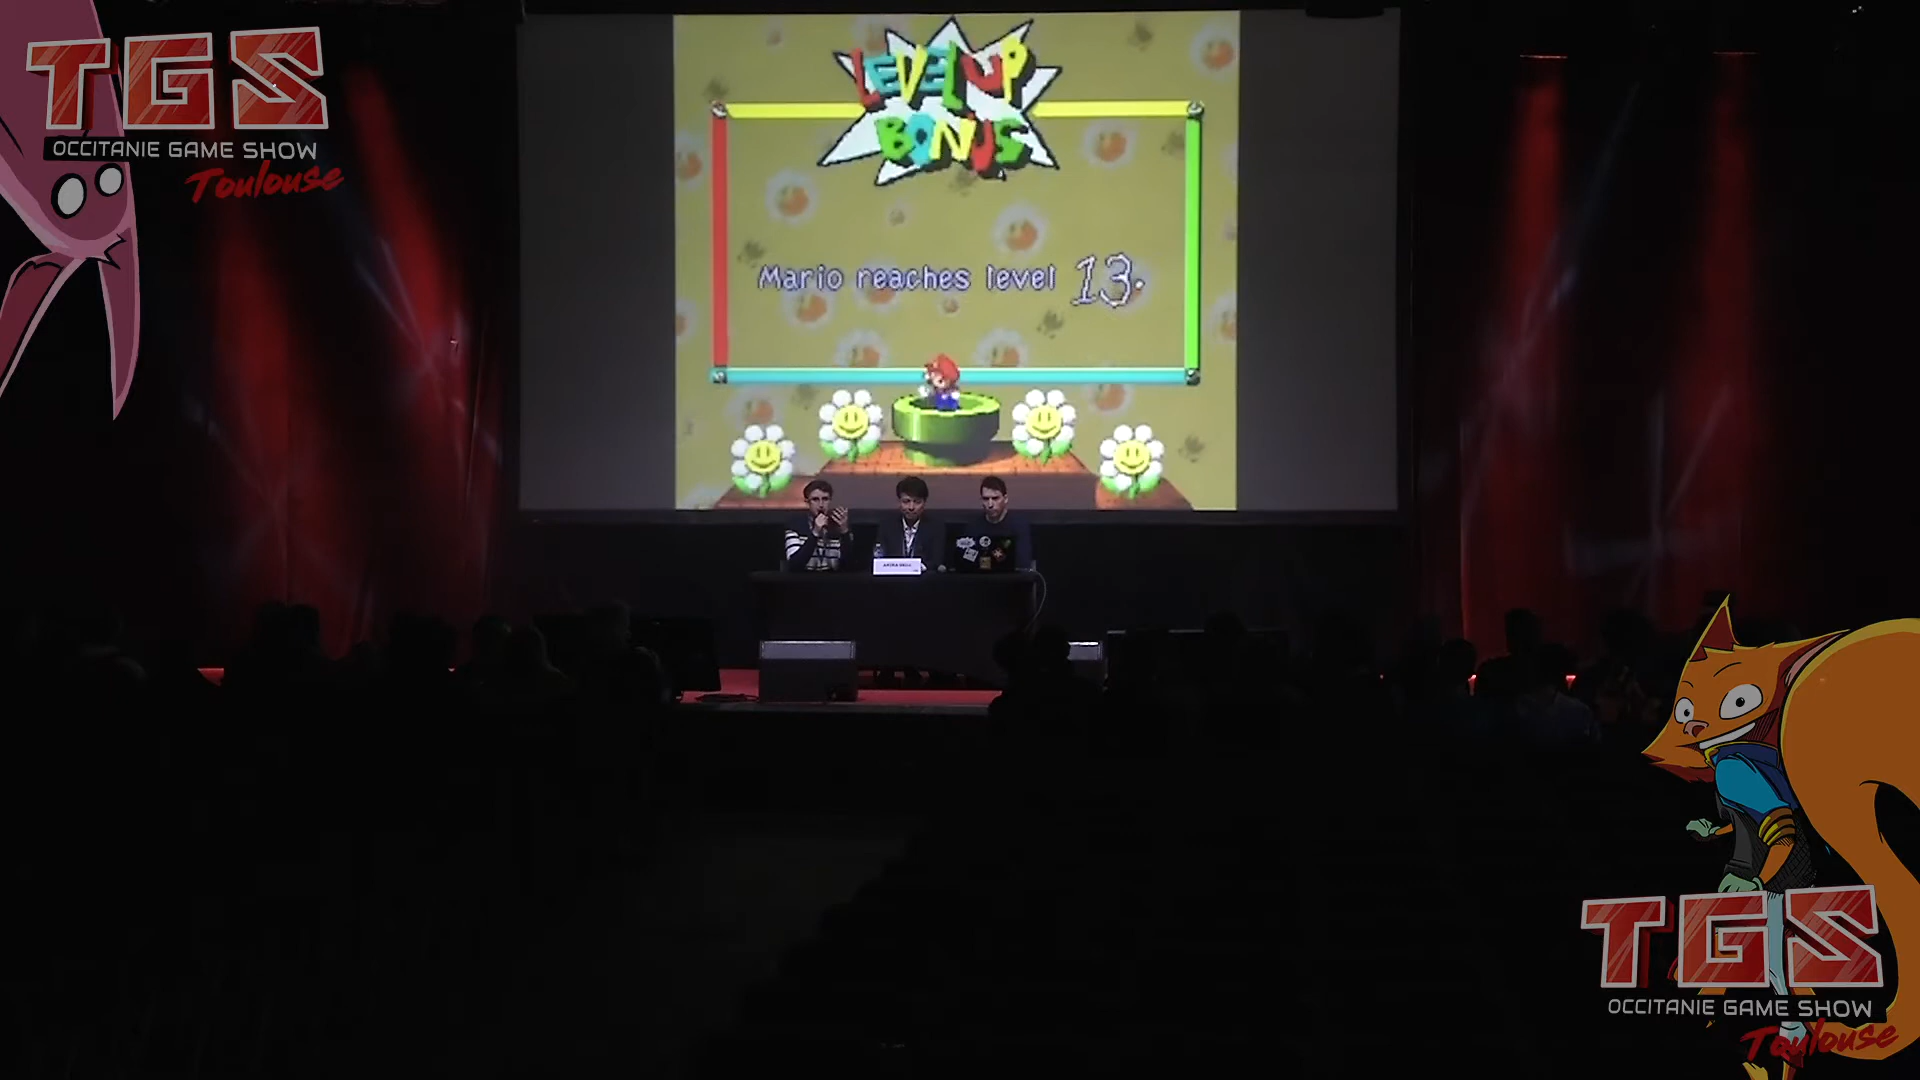 TGS
OCCITANIE GAME SHOW
Toulouse
LEVEL UP
BONUS
Mario reaches level 13.
TGS
OCCITANIE GAME SHOW
Toulouse